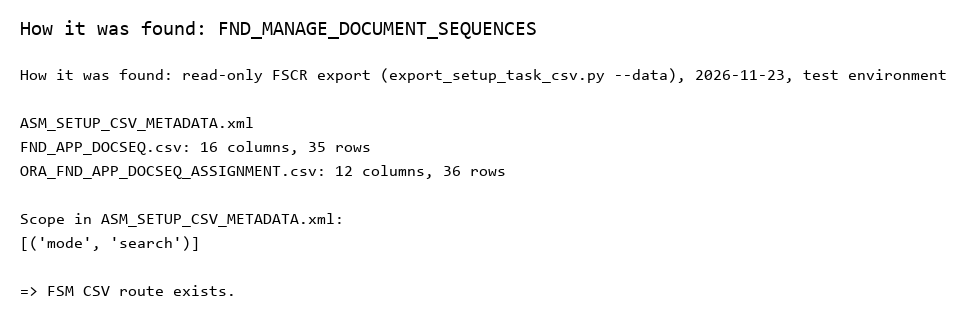 How it was found: FND_MANAGE_DOCUMENT_SEQUENCES
How it was found: read-only FSCR export (export_setup_task_csv.py --data), 2026-11-23, test environment
ASM_SETUP_CSV_METADATA.xml
FND_APP_DOCSEQ.csv: 16 columns, 35 rows
ORA_FND_APP_DOCSEQ_ASSIGNMENT.csv: 12 columns, 36 rows
Scope in ASM_SETUP_CSV_METADATA.xml:
[('mode', 'search')]
=> FSM CSV route exists.